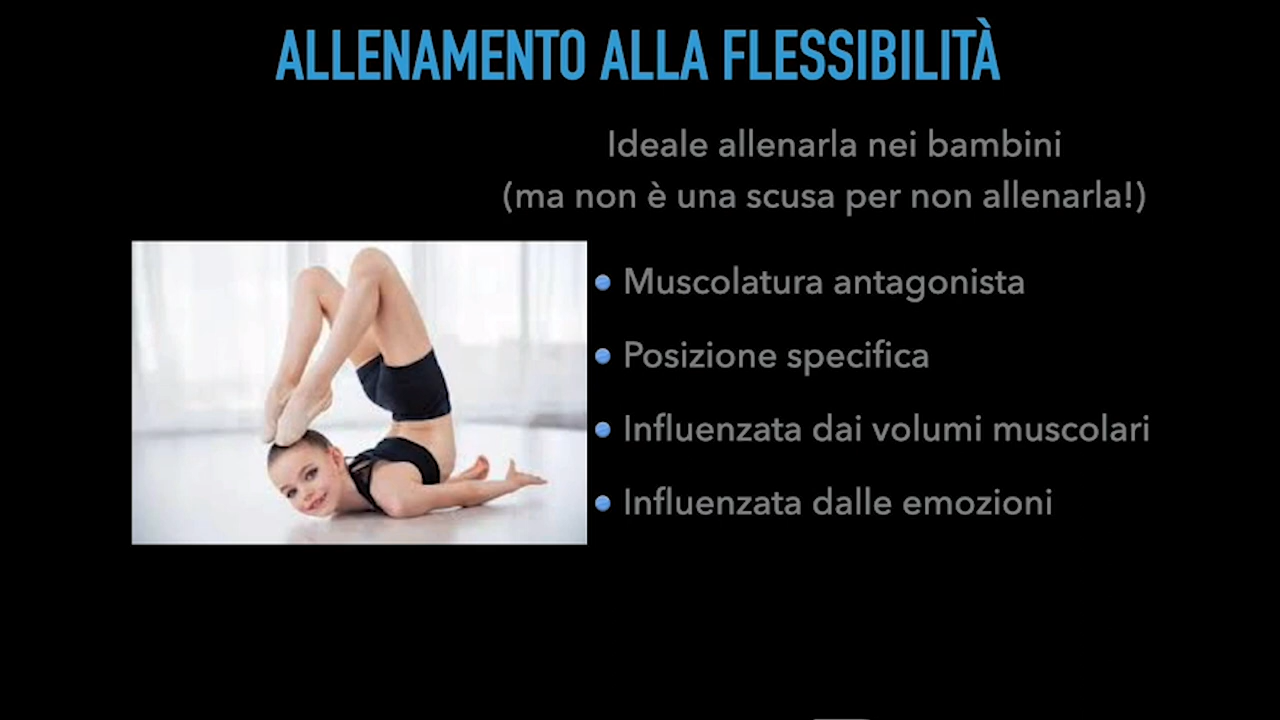 ALLENAMENTO ALLA FLESSIBILITÀ
Ideale allenarla nei bambini
(ma non è una scusa per non allenarla!)
Muscolatura antagonista
Posizione specifica
Influenzata dai volumi muscolari
Influenzata dalle emozioni